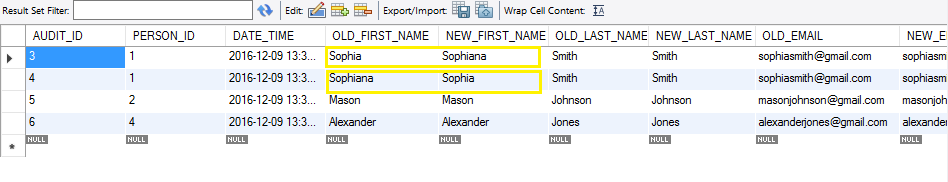 Result Set Filter: Edit: Export/Import: Wrap Cell Content:
AUDIT_ID PERSON_ID DATE_TIME OLD_FIRST_NAME NEW_FIRST_NAME OLD_LAST_NAME NEW_LAST_NAME OLD_EMAIL NEW_E
3 1 2016-12-09 13:3... Sophia Sophiana Smith Smith sophiasmith@gmail.com sophiasm
4 1 2016-12-09 13:3... Sophiana Sophia Smith Smith sophiasmith@gmail.com sophiasm
5 2 2016-12-09 13:3... Mason Mason Johnson Johnson masonjohnson@gmail.com masonjoh
6 4 2016-12-09 13:3... Alexander Alexander Jones Jones alexanderjones@gmail.com alexande
NULL NULL NULL NULL NULL NULL NULL NULL NULL